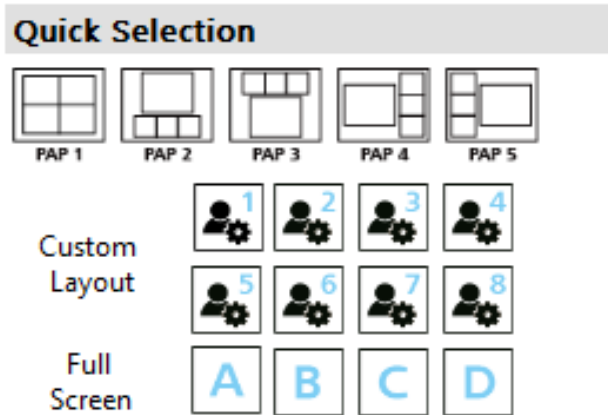 Quick Selection
PAP 1 PAP 2 PAP 3 PAP 4 PAP 5
1 2 3 4
Custom
Layout
5 6 7 8
Full
Screen
A B C D